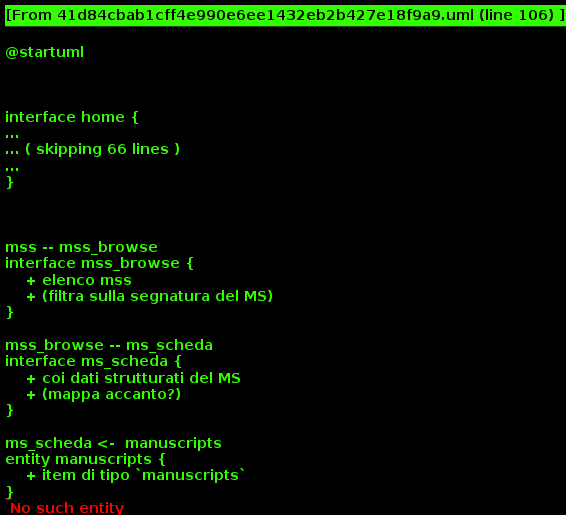 [From 41d84cbab1cff4e990e6ee1432eb2b427e18f9a9.uml (line 106) ]
@startuml
interface home {
...
... ( skipping 66 lines )
...
}
mss -- mss_browse
interface mss_browse {
+ elenco mss
+ (filtra sulla segnatura del MS)
}
mss_browse -- ms_scheda
interface ms_scheda {
+ coi dati strutturati del MS
+ (mappa accanto?)
}
ms_scheda <-  manuscripts
entity manuscripts {
+ item di tipo `manuscripts`
}
No such entity